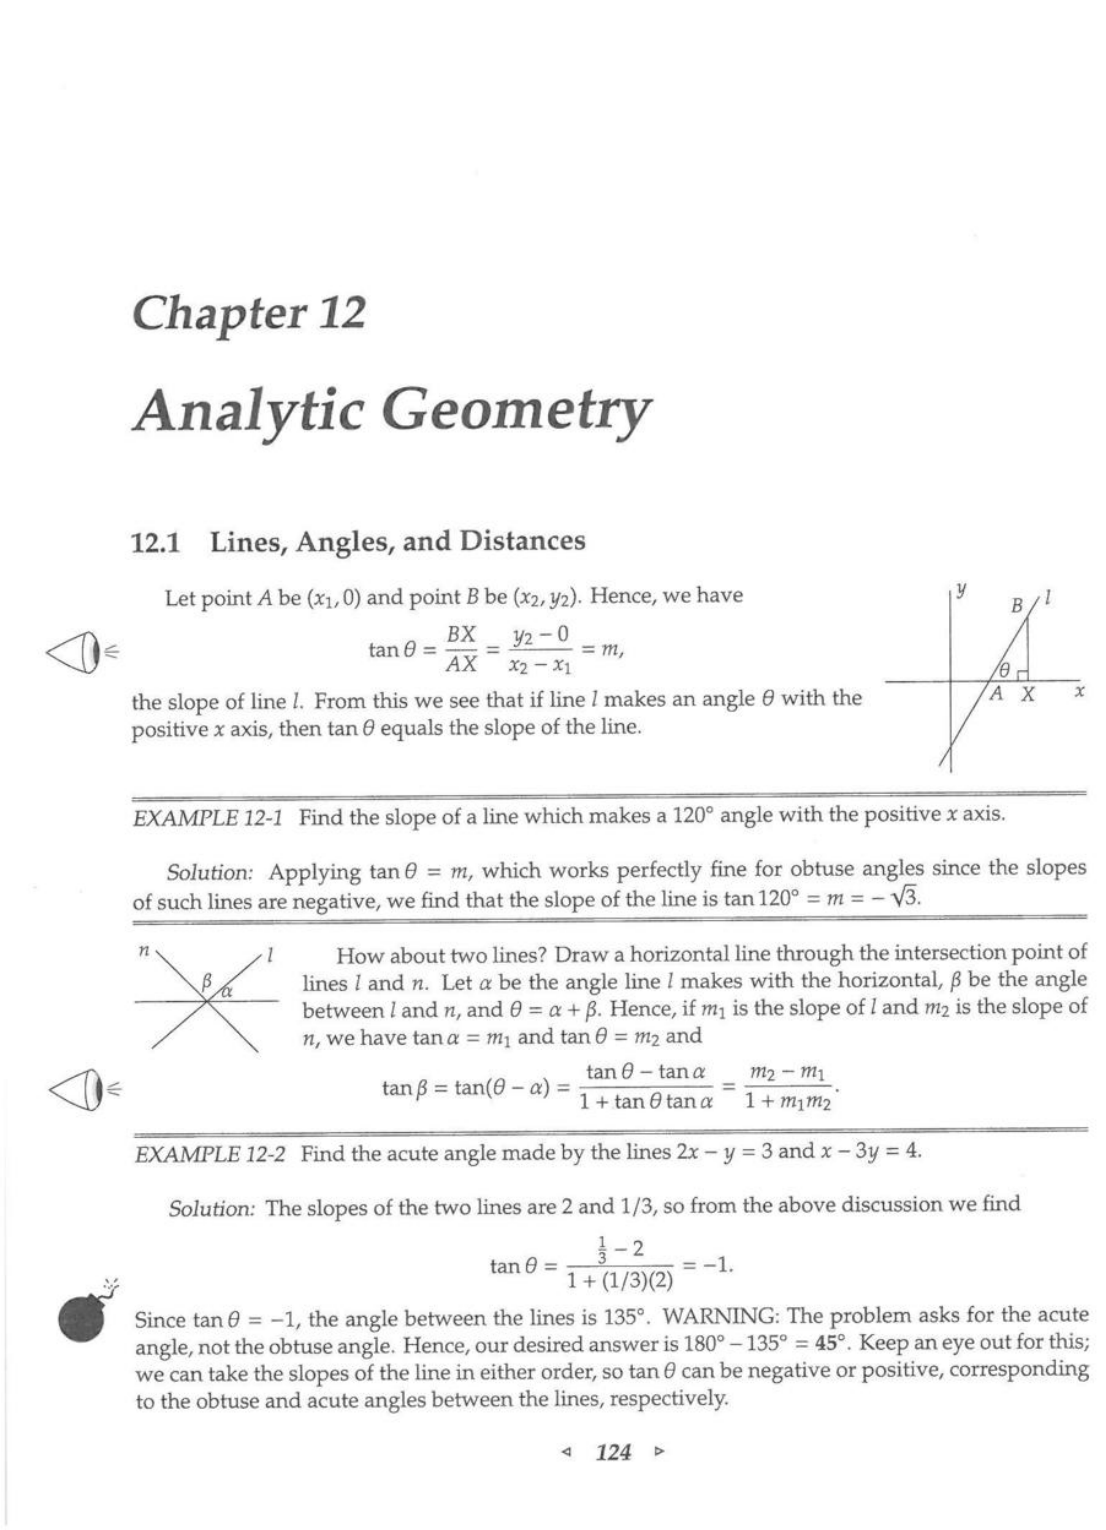 Chapter 12
Analytic Geometry
12.1 Lines, Angles, and Distances
Let point A be (x₁, 0) and point B be (x₂, y₂). Hence, we have
tan θ = BX/AX = (y₂ − 0)/(x₂ − x₁) = m,
the slope of line l. From this we see that if line l makes an angle θ with the
positive x axis, then tan θ equals the slope of the line.
y
B
l
θ
A X x
EXAMPLE 12-1 Find the slope of a line which makes a 120° angle with the positive x axis.
Solution: Applying tan θ = m, which works perfectly fine for obtuse angles since the slopes
of such lines are negative, we find that the slope of the line is tan 120° = m = − √3.
n
l
β
α
How about two lines? Draw a horizontal line through the intersection point of
lines l and n. Let α be the angle line l makes with the horizontal, β be the angle
between l and n, and θ = α + β. Hence, if m₁ is the slope of l and m₂ is the slope of
n, we have tan α = m₁ and tan θ = m₂ and
tan β = tan(θ − α) = (tan θ − tan α)/(1 + tan θ tan α) = (m₂ − m₁)/(1 + m₁m₂).
EXAMPLE 12-2 Find the acute angle made by the lines 2x − y = 3 and x − 3y = 4.
Solution: The slopes of the two lines are 2 and 1/3, so from the above discussion we find
tan θ = (1/3 − 2)/(1 + (1/3)(2)) = −1.
Since tan θ = −1, the angle between the lines is 135°. WARNING: The problem asks for the acute
angle, not the obtuse angle. Hence, our desired answer is 180° − 135° = 45°. Keep an eye out for this;
we can take the slopes of the line in either order, so tan θ can be negative or positive, corresponding
to the obtuse and acute angles between the lines, respectively.
◃ 124 ▹